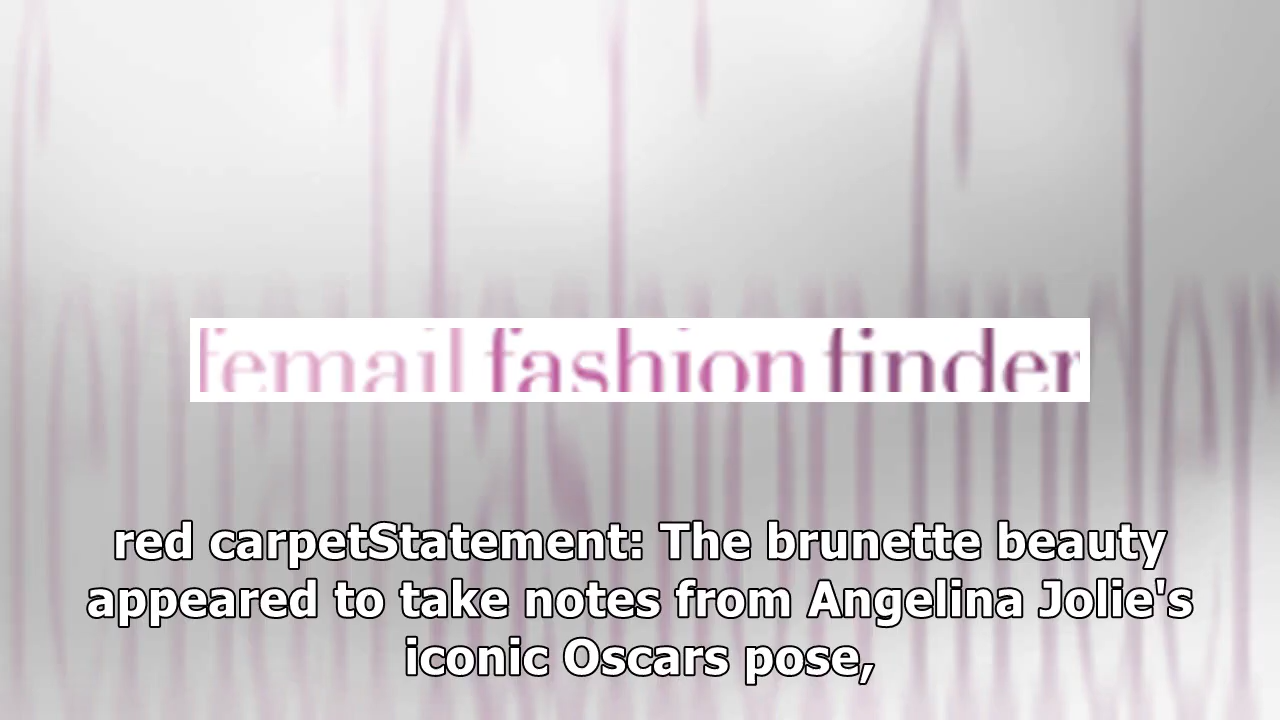 femail fashion finder
red carpetStatement: The brunette beauty
appeared to take notes from Angelina Jolie's
iconic Oscars pose,